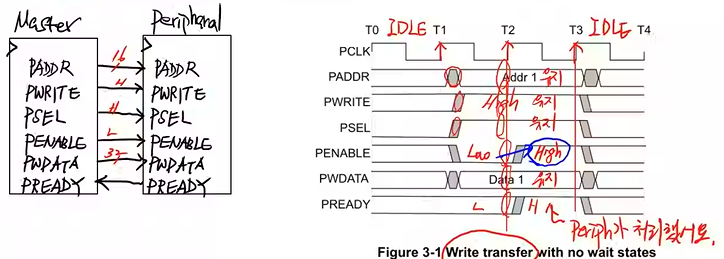 Master
Peripheral
16
PADDR
PADDR
H
PWRITE
PWRITE
H
PSEL
PSEL
L
PENABLE
PENABLE
32
PWDATA
PWDATA
PREADY
PREADY
T0 IDLE T1 T2 T3 IDLE T4
PCLK
PADDR Addr 1 유지
PWRITE High 유지
PSEL 유지
PENABLE Low High
PWDATA Data 1 유지
PREADY L H
Periph가 처리했어요.
Figure 3-1 Write transfer with no wait states